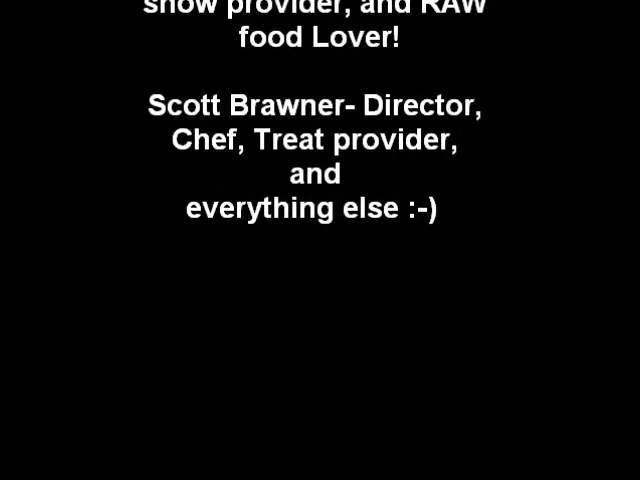 show provider, and RAW
food Lover!
Scott Brawner- Director,
Chef, Treat provider,
and
everything else :-)